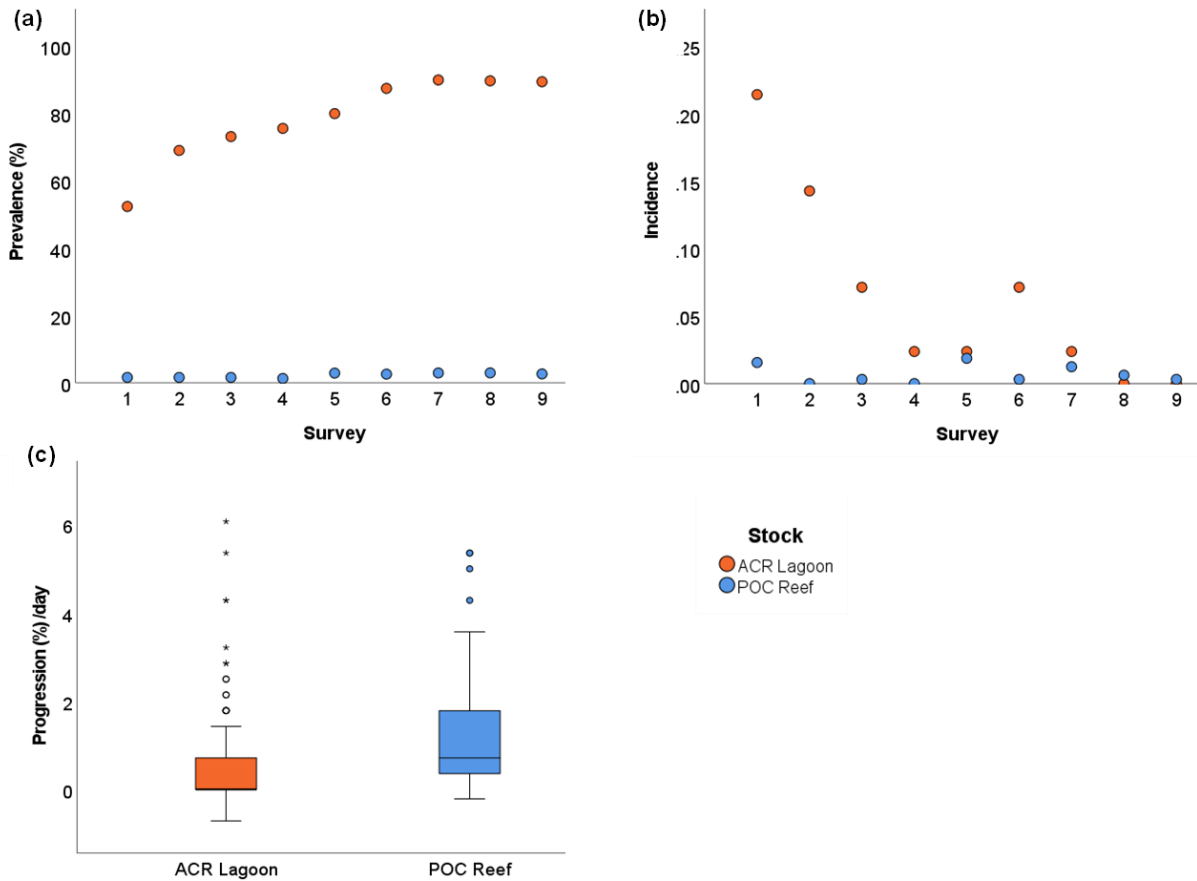 (a)
Prevalence (%)
100
80
60
40
20
0
1 2 3 4 5 6 7 8 9
Survey
(b)
Incidence
.25
.20
.15
.10
.05
.00
1 2 3 4 5 6 7 8 9
Survey
(c)
Progression (%) /day
6
4
2
0
ACR Lagoon POC Reef
Stock
ACR Lagoon
POC Reef